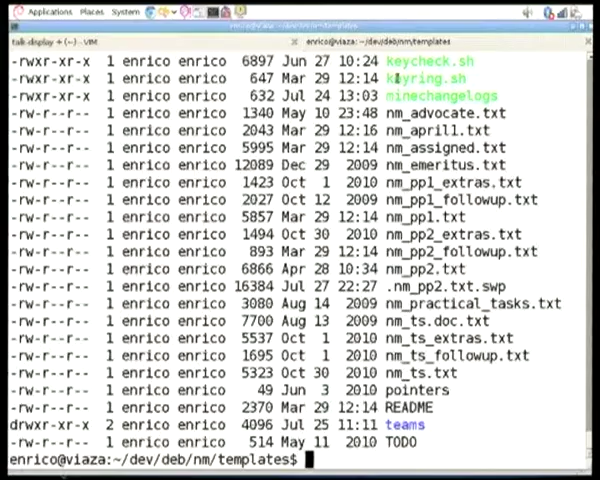 Applications Places System
enrico@viaza: ~/dev/deb/nm/templates
talk-display + (~) - VIM
enrico@viaza: ~/dev/deb/nm/templates
-rwxr-xr-x 1 enrico enrico 6897 Jun 27 10:24 keycheck.sh
-rwxr-xr-x 1 enrico enrico 647 Mar 29 12:14 keyring.sh
-rwxr-xr-x 1 enrico enrico 632 Jul 24 13:03 minechangelogs
-rw-r--r-- 1 enrico enrico 1340 May 10 23:48 nm_advocate.txt
-rw-r--r-- 1 enrico enrico 2043 Mar 29 12:16 nm_april1.txt
-rw-r--r-- 1 enrico enrico 5995 Mar 29 12:14 nm_assigned.txt
-rw-r--r-- 1 enrico enrico 12089 Dec 29 2009 nm_emeritus.txt
-rw-r--r-- 1 enrico enrico 1423 Oct 1 2010 nm_pp1_extras.txt
-rw-r--r-- 1 enrico enrico 2027 Oct 12 2009 nm_pp1_followup.txt
-rw-r--r-- 1 enrico enrico 5857 Mar 29 12:14 nm_pp1.txt
-rw-r--r-- 1 enrico enrico 1494 Oct 30 2010 nm_pp2_extras.txt
-rw-r--r-- 1 enrico enrico 893 Mar 29 12:14 nm_pp2_followup.txt
-rw-r--r-- 1 enrico enrico 6866 Apr 28 10:34 nm_pp2.txt
-rw-r--r-- 1 enrico enrico 16384 Jul 27 22:27 .nm_pp2.txt.swp
-rw-r--r-- 1 enrico enrico 3080 Aug 14 2009 nm_practical_tasks.txt
-rw-r--r-- 1 enrico enrico 7700 Aug 13 2009 nm_ts.doc.txt
-rw-r--r-- 1 enrico enrico 5537 Oct 1 2010 nm_ts_extras.txt
-rw-r--r-- 1 enrico enrico 1695 Oct 1 2010 nm_ts_followup.txt
-rw-r--r-- 1 enrico enrico 5323 Oct 30 2010 nm_ts.txt
-rw-r--r-- 1 enrico enrico 49 Jun 3 2010 pointers
-rw-r--r-- 1 enrico enrico 2370 Mar 29 12:14 README
drwxr-xr-x 2 enrico enrico 4096 Jul 25 11:11 teams
-rw-r--r-- 1 enrico enrico 514 May 11 2010 TODO
enrico@viaza:~/dev/deb/nm/templates$